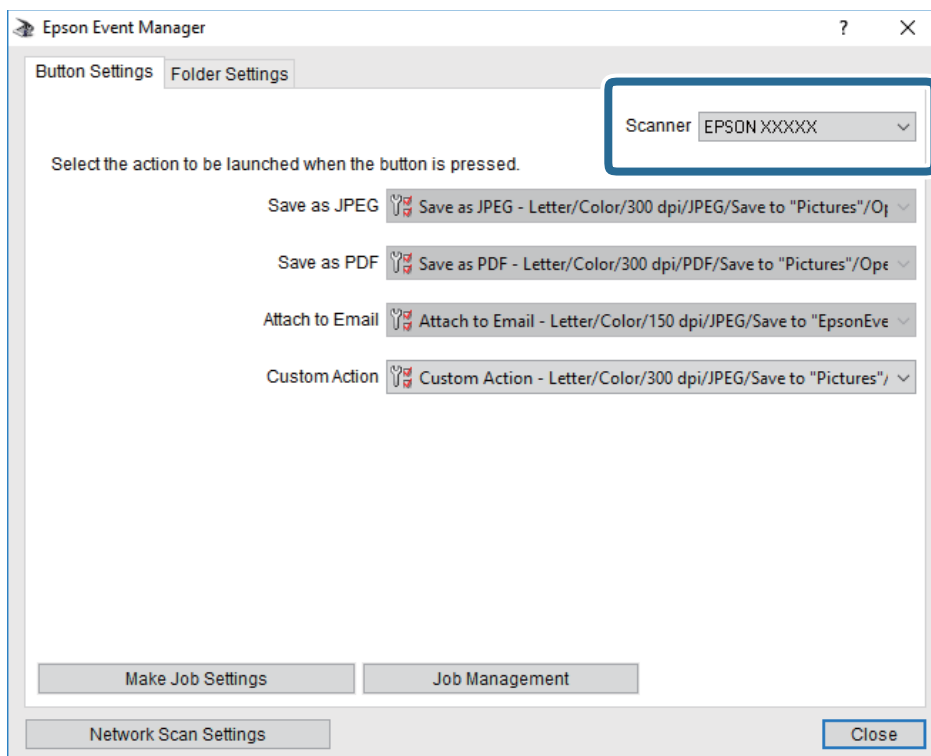 Epson Event Manager
Button Settings Folder Settings
Scanner EPSON XXXXX
Select the action to be launched when the button is pressed.
Save as JPEG Save as JPEG - Letter/Color/300 dpi/JPEG/Save to "Pictures"/Op
Save as PDF Save as PDF - Letter/Color/300 dpi/PDF/Save to "Pictures"/Ope
Attach to Email Attach to Email - Letter/Color/150 dpi/JPEG/Save to "EpsonEve
Custom Action Custom Action - Letter/Color/300 dpi/JPEG/Save to "Pictures"/
Make Job Settings Job Management
Network Scan Settings Close